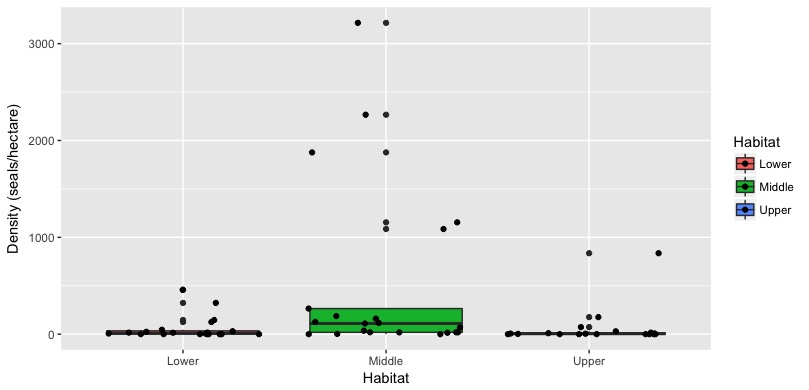 Density (seals/hectare)
3000
2000
1000
0
Lower
Middle
Upper
Habitat
Habitat
Lower
Middle
Upper